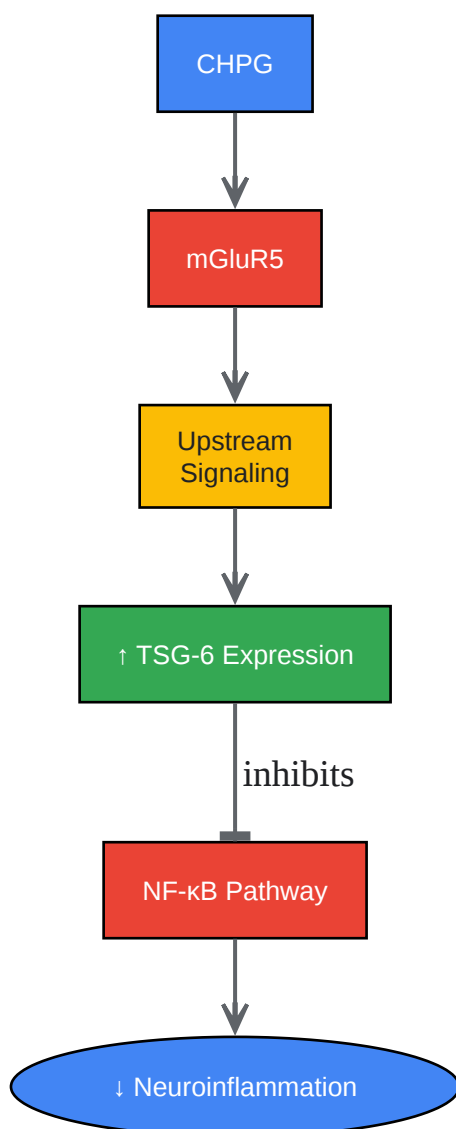 CHPG
mGluR5
Upstream
Signaling
↑ TSG-6 Expression
inhibits
NF-κB Pathway
↓ Neuroinflammation